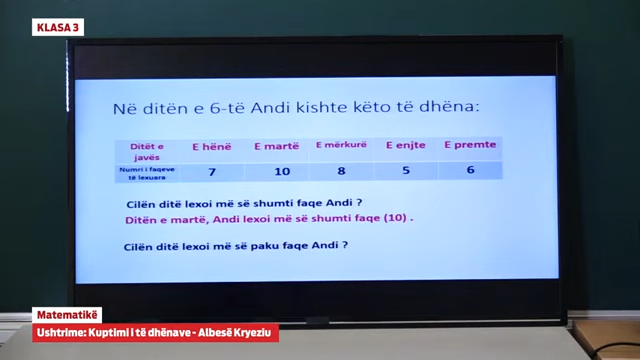 KLASA 3
Në ditën e 6-të Andi kishte këto të dhëna:
Ditët e javës E hënë E martë E mërkurë E enjte E premte
Numri i faqeve të lexuara 7 10 8 5 6
Cilën ditë lexoi më së shumti faqe Andi ?
Ditën e martë, Andi lexoi më së shumti faqe (10) .
Cilën ditë lexoi më së paku faqe Andi ?
Matematikë
Ushtrime: Kuptimi i të dhënave - Albesë Kryeziu